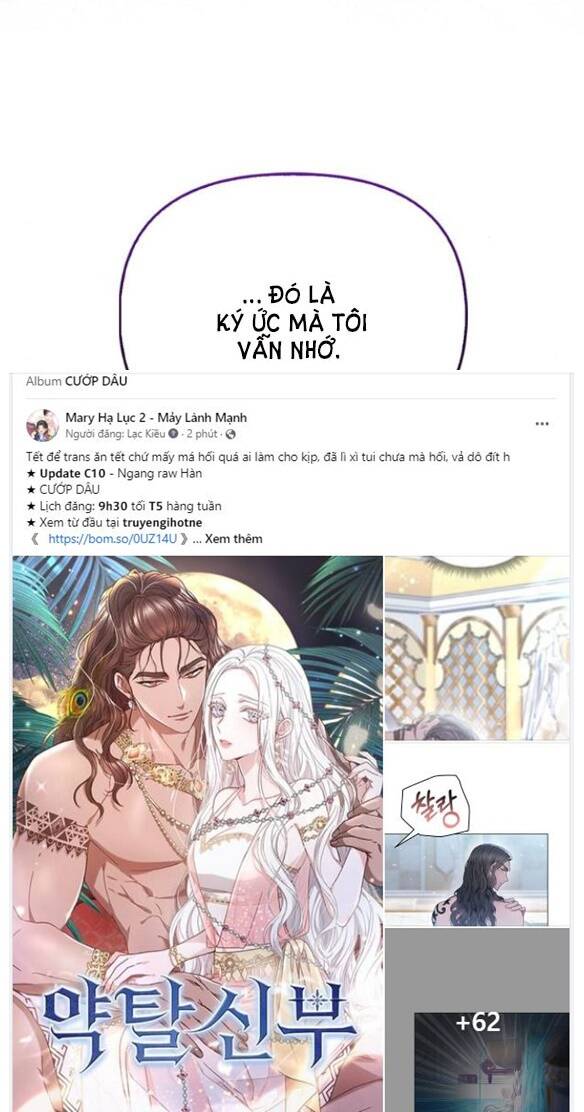 ... ĐÓ LÀ
KÝ ỨC MÀ TÔI
VẪN NHỚ.
Album CƯỚP DÂU
Mary Hạ Lục 2 - Mảy Lành Mạnh
Người đăng: Lạc Kiều · 2 phút ·
Tết để trans ăn tết chứ mấy má hối quá ai làm cho kịp, đã lì xì tui chưa mà hối, vả dô đít h
★ Update C10 - Ngang raw Hàn
★ CƯỚP DÂU
★ Lịch đăng: 9h30 tối T5 hàng tuần
★ Xem từ đầu tại truyengihotne
《 https://bom.so/0UZ14U 》... Xem thêm
촤랑
약탈신부
+62